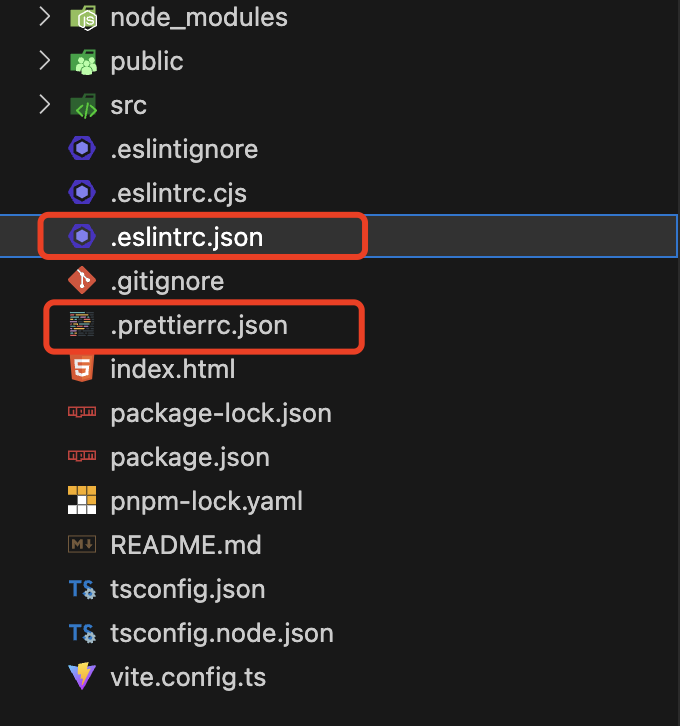 node_modules
public
src
.eslintignore
.eslintrc.cjs
.eslintrc.json
.gitignore
.prettierrc.json
index.html
package-lock.json
package.json
pnpm-lock.yaml
README.md
tsconfig.json
tsconfig.node.json
vite.config.ts